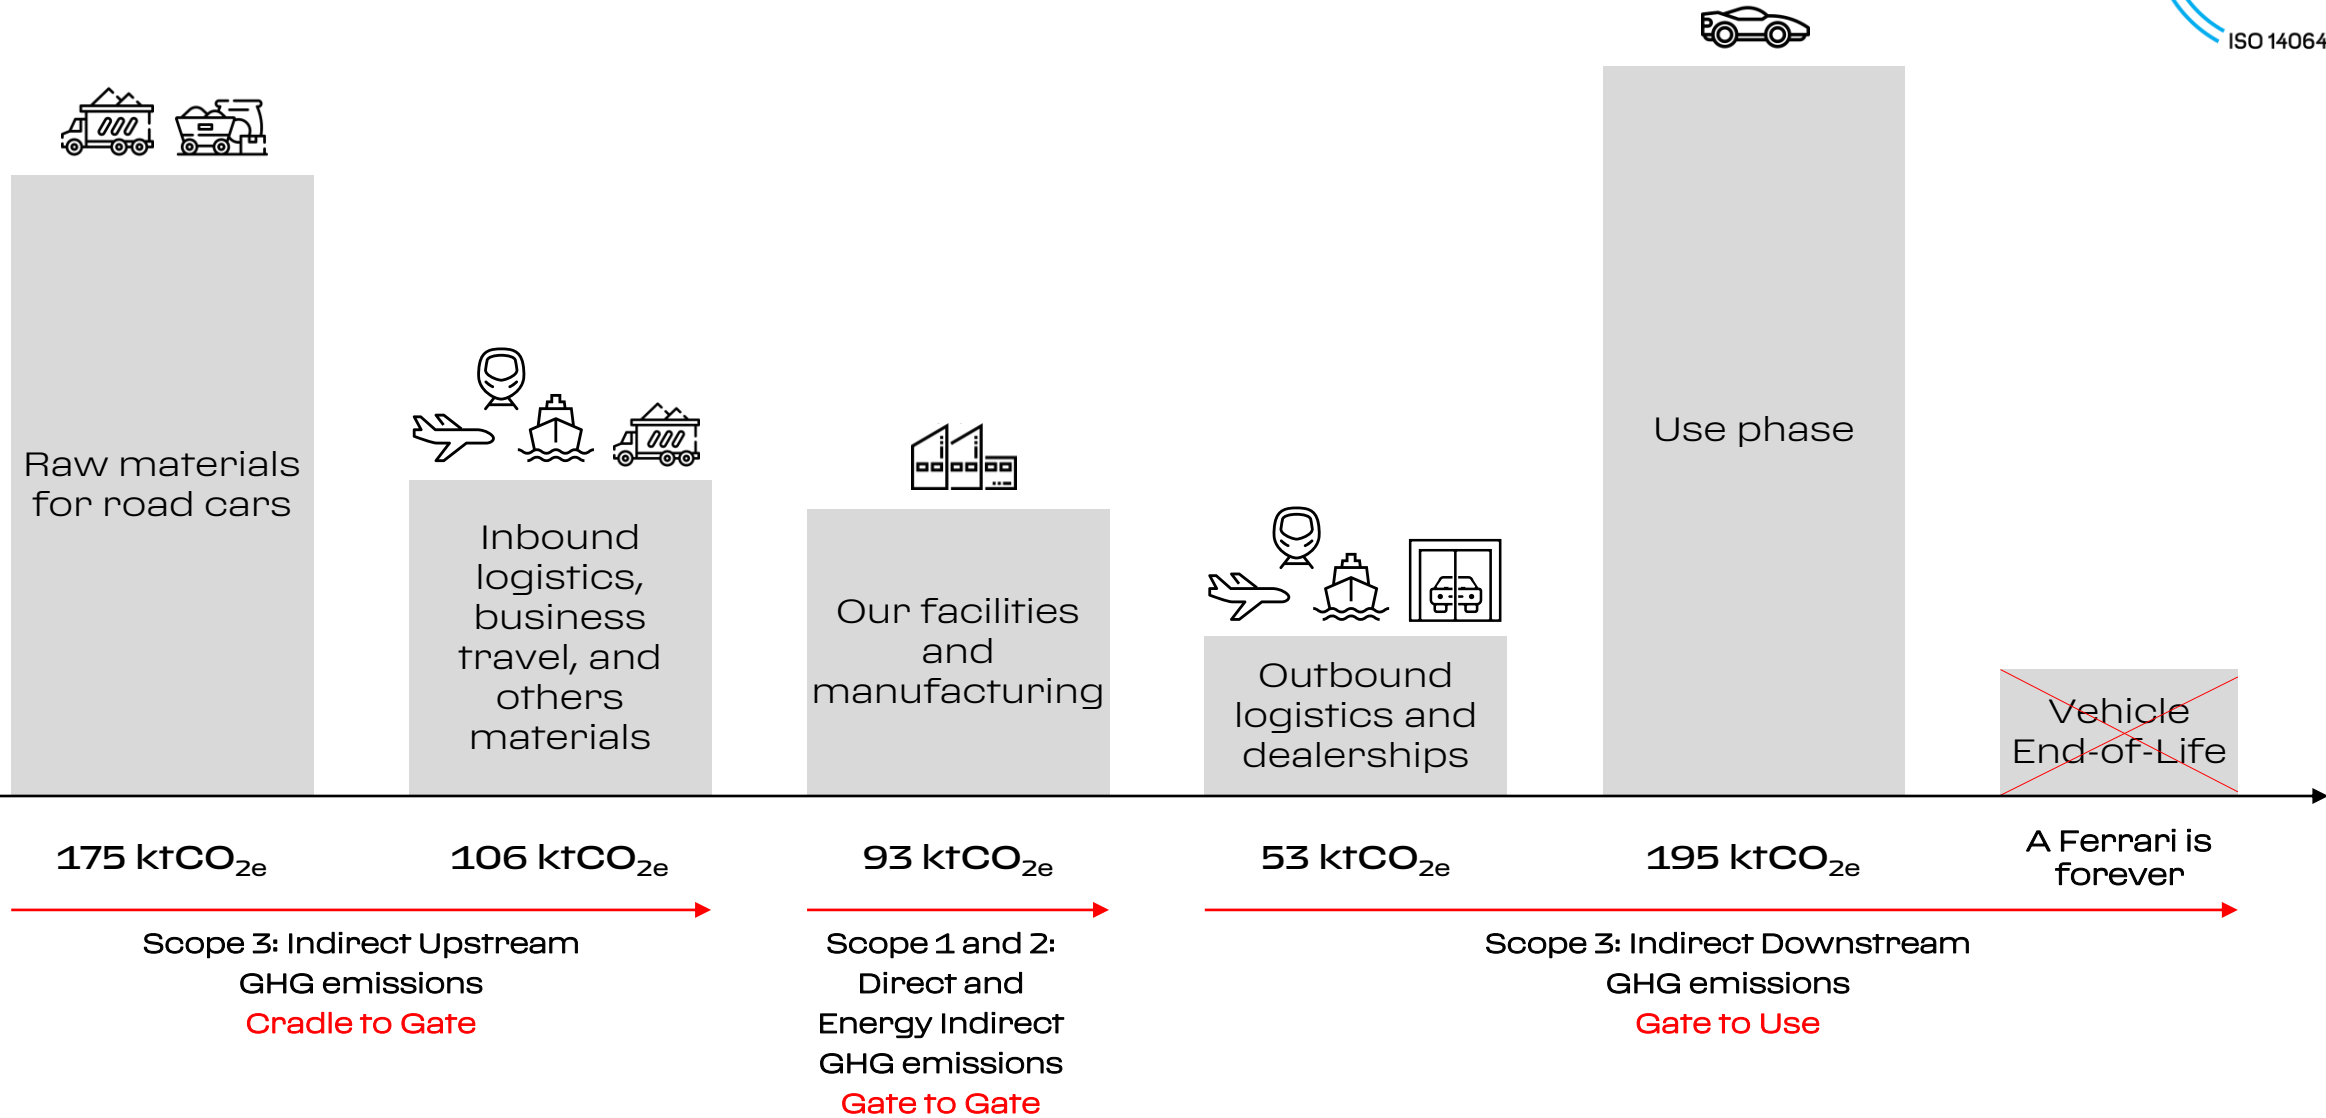 ISO 14064
Raw materials
for road cars
Inbound
logistics,
business
travel, and
others
materials
Our facilities
and
manufacturing
Outbound
logistics and
dealerships
Use phase
Vehicle
End-of-Life
175 ktCO2e
106 ktCO2e
93 ktCO2e
53 ktCO2e
195 ktCO2e
A Ferrari is
forever
Scope 3: Indirect Upstream
GHG emissions
Cradle to Gate
Scope 1 and 2:
Direct and
Energy Indirect
GHG emissions
Gate to Gate
Scope 3: Indirect Downstream
GHG emissions
Gate to Use